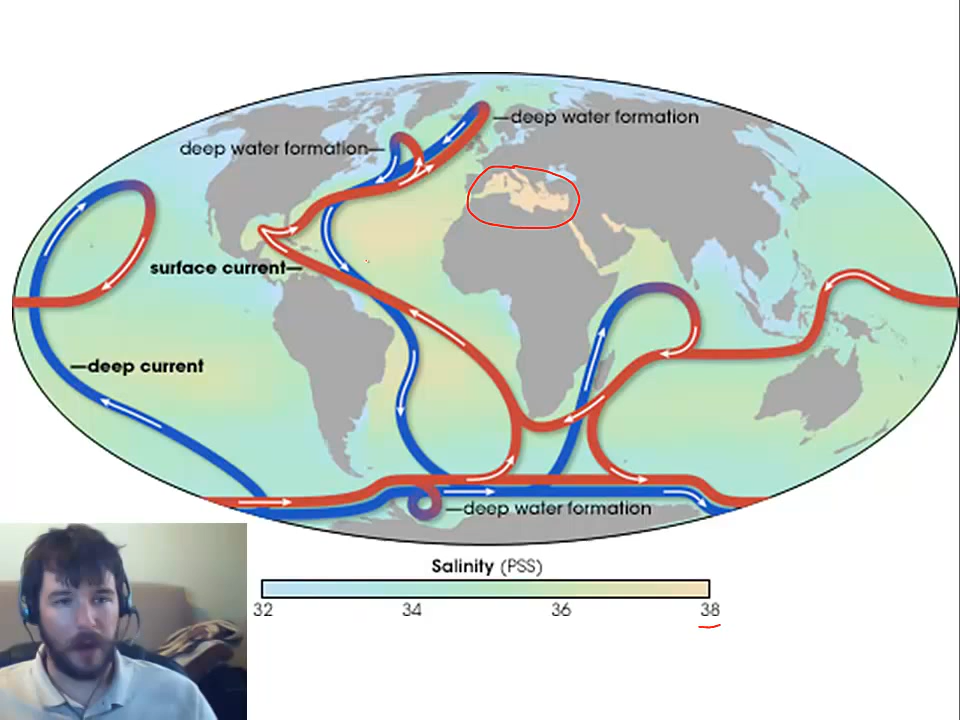 —deep water formation
deep water formation—
surface current—
—deep current
—deep water formation
Salinity (PSS)
32 34 36 38